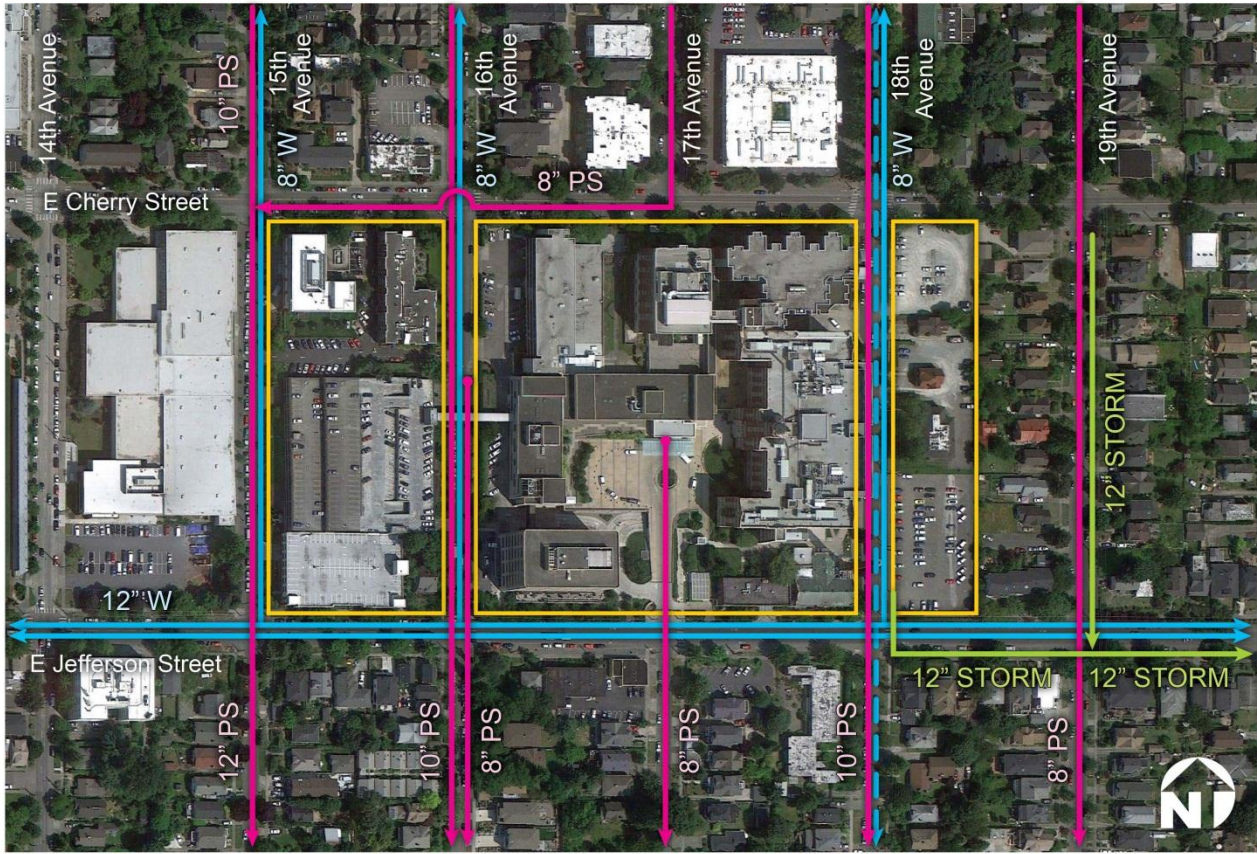 14th Avenue
10” PS
15th
Avenue
8” W
16th
Avenue
8” W
8” PS
17th Avenue
18th
Avenue
8” W
19th Avenue
E Cherry Street
12” STORM
12” W
E Jefferson Street
12” STORM
12” STORM
12” PS
10” PS
8” PS
8” PS
10” PS
8” PS
N